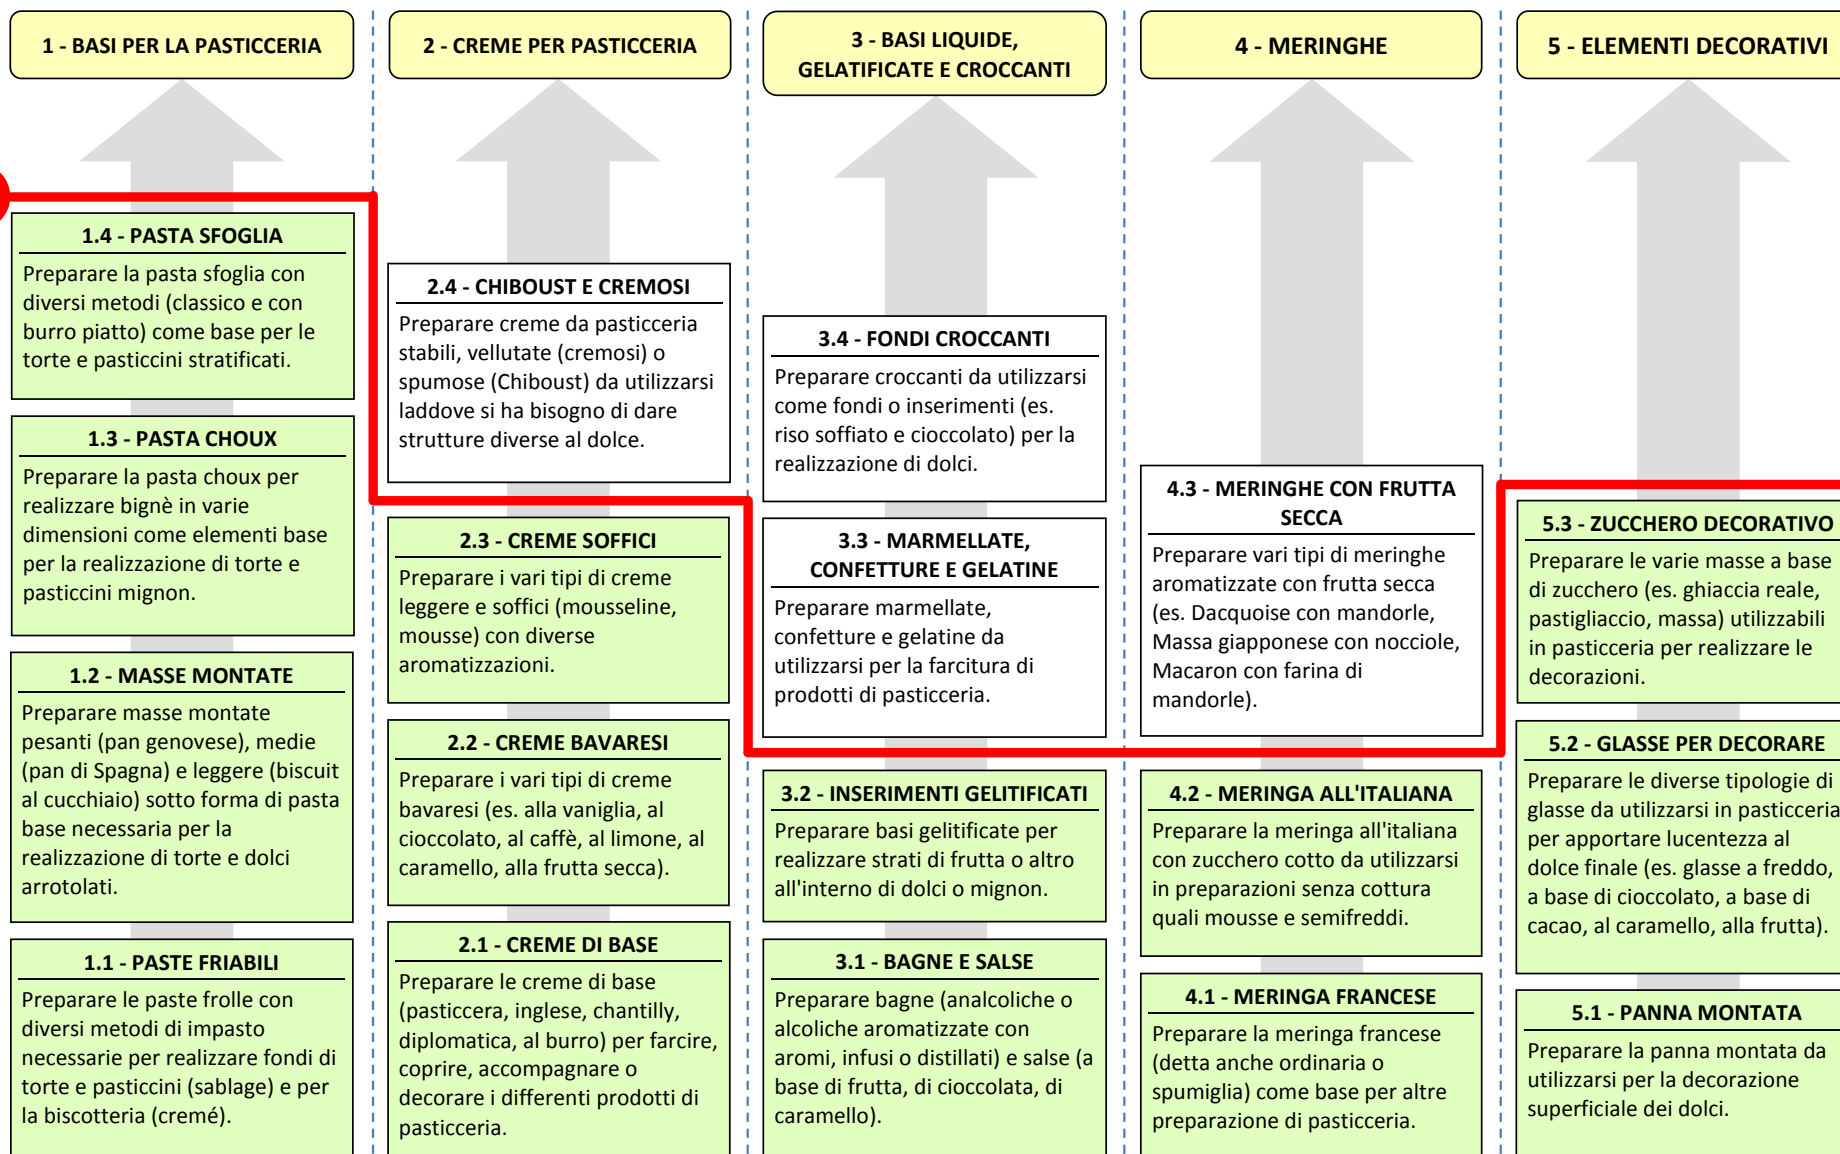 1 - BASI PER LA PASTICCERIA
2 - CREME PER PASTICCERIA
3 - BASI LIQUIDE,
GELATIFICATE E CROCCANTI
4 - MERINGHE
5 - ELEMENTI DECORATIVI
1.4 - PASTA SFOGLIA
Preparare la pasta sfoglia con
diversi metodi (classico e con
burro piatto) come base per le
torte e pasticcini stratificati.
1.3 - PASTA CHOUX
Preparare la pasta choux per
realizzare bignè in varie
dimensioni come elementi base
per la realizzazione di torte e
pasticcini mignon.
1.2 - MASSE MONTATE
Preparare masse montate
pesanti (pan genovese), medie
(pan di Spagna) e leggere (biscuit
al cucchiaio) sotto forma di pasta
base necessaria per la
realizzazione di torte e dolci
arrotolati.
1.1 - PASTE FRIABILI
Preparare le paste frolle con
diversi metodi di impasto
necessarie per realizzare fondi di
torte e pasticcini (sablage) e per
la biscotteria (cremé).
2.4 - CHIBOUST E CREMOSI
Preparare creme da pasticceria
stabili, vellutate (cremosi) o
spumose (Chiboust) da utilizzarsi
laddove si ha bisogno di dare
strutture diverse al dolce.
2.3 - CREME SOFFICI
Preparare i vari tipi di creme
leggere e soffici (mousseline,
mousse) con diverse
aromatizzazioni.
2.2 - CREME BAVARESI
Preparare i vari tipi di creme
bavaresi (es. alla vaniglia, al
cioccolato, al caffè, al limone, al
caramello, alla frutta secca).
2.1 - CREME DI BASE
Preparare le creme di base
(pasticcera, inglese, chantilly,
diplomatica, al burro) per farcire,
coprire, accompagnare o
decorare i differenti prodotti di
pasticceria.
3.4 - FONDI CROCCANTI
Preparare croccanti da utilizzarsi
come fondi o inserimenti (es.
riso soffiato e cioccolato) per la
realizzazione di dolci.
3.3 - MARMELLATE,
CONFETTURE E GELATINE
Preparare marmellate,
confetture e gelatine da
utilizzarsi per la farcitura di
prodotti di pasticceria.
3.2 - INSERIMENTI GELITIFICATI
Preparare basi gelitificate per
realizzare strati di frutta o altro
all'interno di dolci o mignon.
3.1 - BAGNE E SALSE
Preparare bagne (analcoliche o
alcoliche aromatizzate con
aromi, infusi o distillati) e salse (a
base di frutta, di cioccolata, di
caramello).
4.3 - MERINGHE CON FRUTTA
SECCA
Preparare vari tipi di meringhe
aromatizzate con frutta secca
(es. Dacquoise con mandorle,
Massa giapponese con nocciole,
Macaron con farina di
mandorle).
4.2 - MERINGA ALL'ITALIANA
Preparare la meringa all'italiana
con zucchero cotto da utilizzarsi
in preparazioni senza cottura
quali mousse e semifreddi.
4.1 - MERINGA FRANCESE
Preparare la meringa francese
(detta anche ordinaria o
spumiglia) come base per altre
preparazione di pasticceria.
5.3 - ZUCCHERO DECORATIVO
Preparare le varie masse a base
di zucchero (es. ghiaccia reale,
pastigliaccio, massa) utilizzabili
in pasticceria per realizzare le
decorazioni.
5.2 - GLASSE PER DECORARE
Preparare le diverse tipologie di
glasse da utilizzarsi in pasticceria
per apportare lucentezza al
dolce finale (es. glasse a freddo,
a base di cioccolato, a base di
cacao, al caramello, alla frutta).
5.1 - PANNA MONTATA
Preparare la panna montata da
utilizzarsi per la decorazione
superficiale dei dolci.